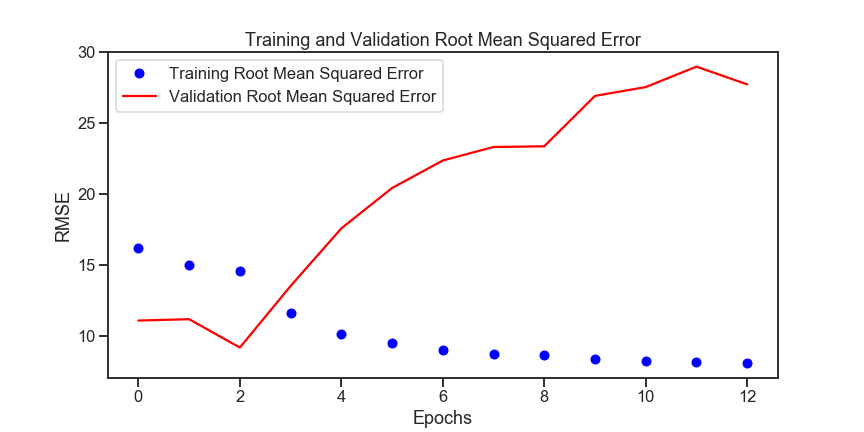 Training and Validation Root Mean Squared Error
30
Training Root Mean Squared Error
Validation Root Mean Squared Error
25
20
15
10
RMSE
0 2 4 6 8 10 12
Epochs